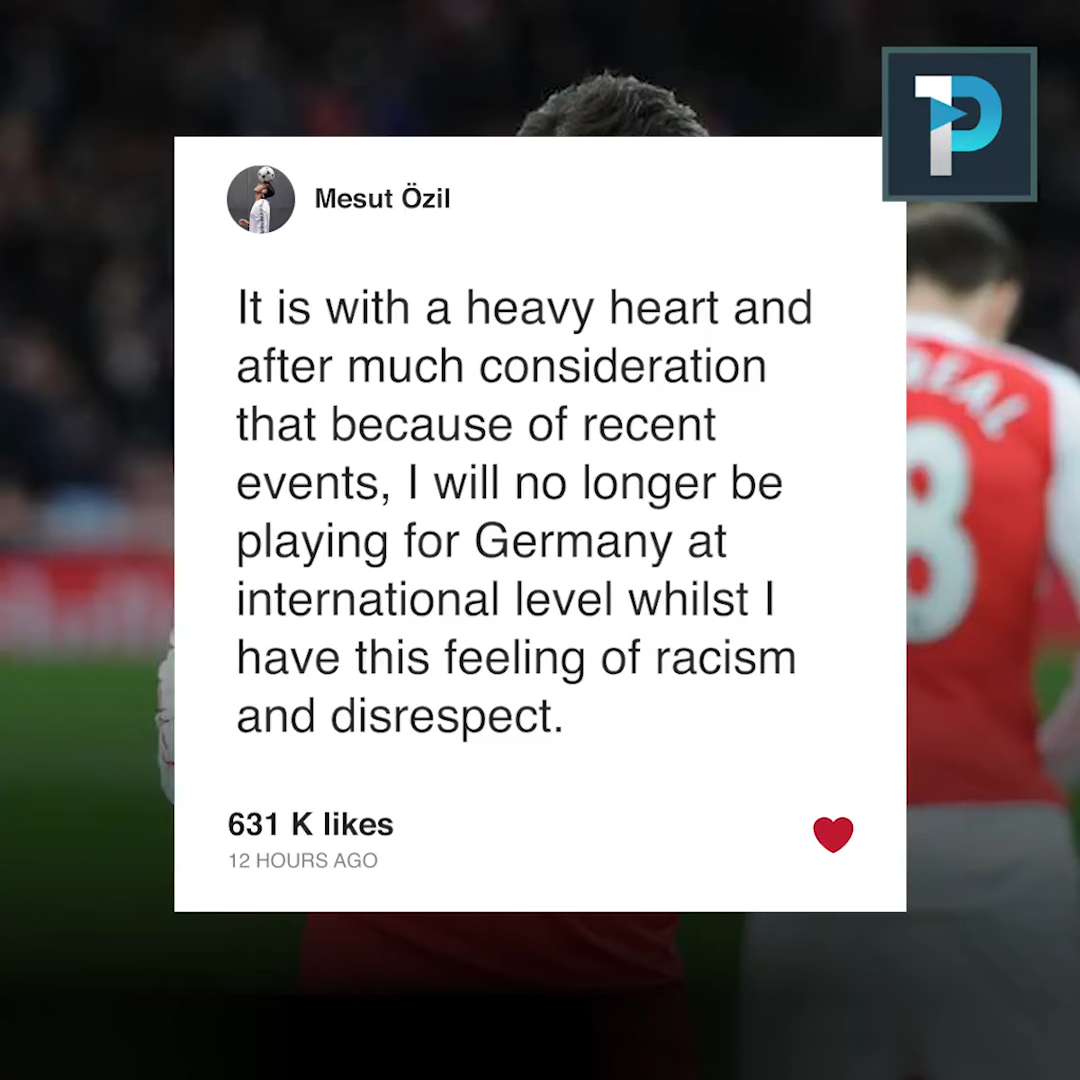 Mesut Özil
It is with a heavy heart and
after much consideration
that because of recent
events, I will no longer be
playing for Germany at
international level whilst I
have this feeling of racism
and disrespect.
631 K likes
12 HOURS AGO
P
EAL
8